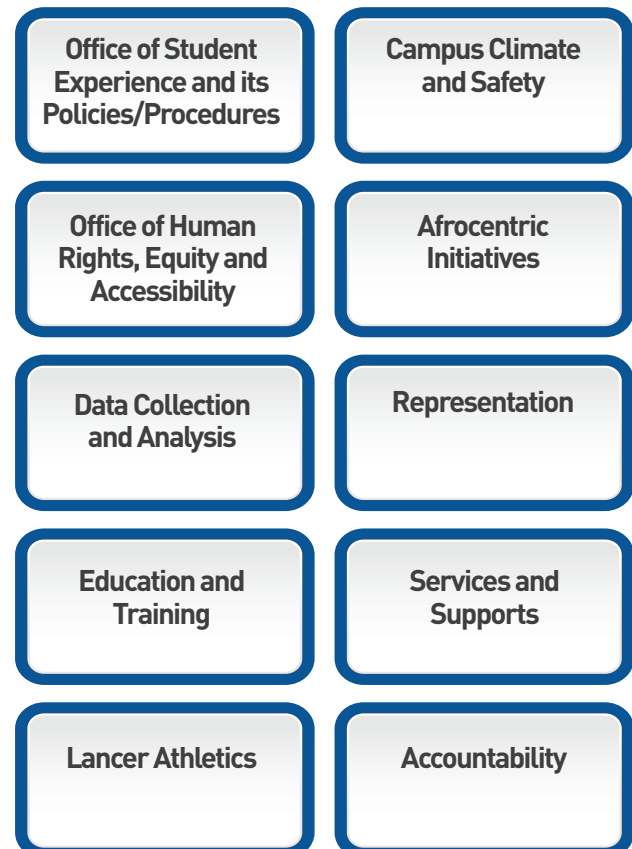 Office of Student
Experience and its
Policies/Procedures
Campus Climate
and Safety
Office of Human
Rights, Equity and
Accessibility
Afrocentric
Initiatives
Data Collection
and Analysis
Representation
Education and
Training
Services and
Supports
Lancer Athletics
Accountability